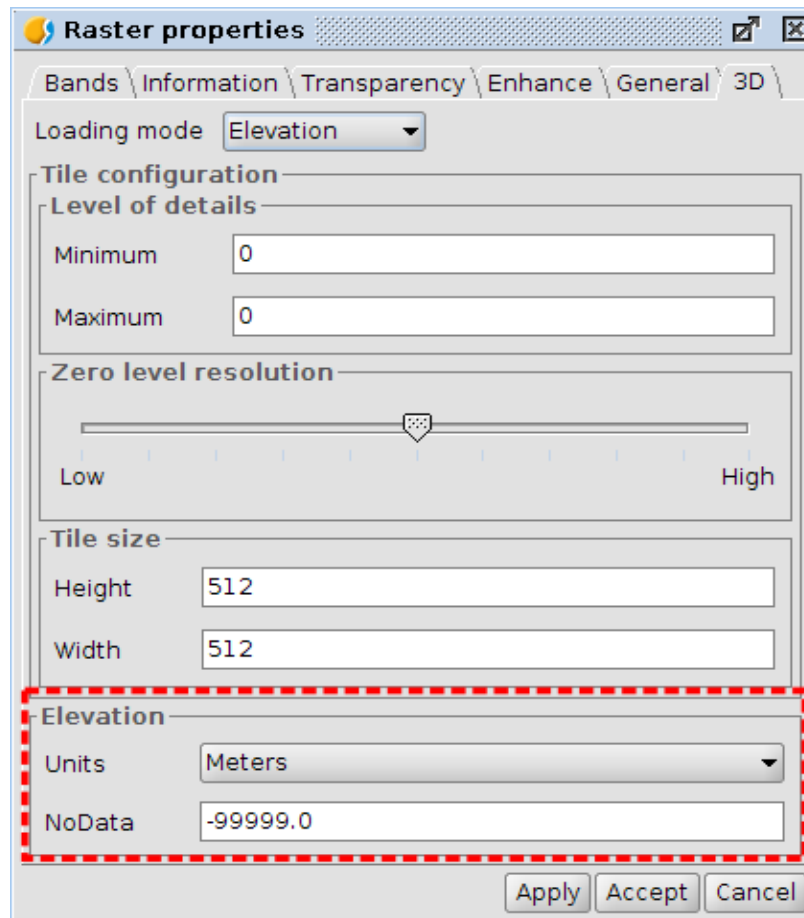 Raster properties
Bands Information Transparency Enhance General 3D
Loading mode Elevation
Tile configuration
Level of details
Minimum 0
Maximum 0
Zero level resolution
Low High
Tile size
Height 512
Width 512
Elevation
Units Meters
NoData -99999.0
Apply Accept Cancel